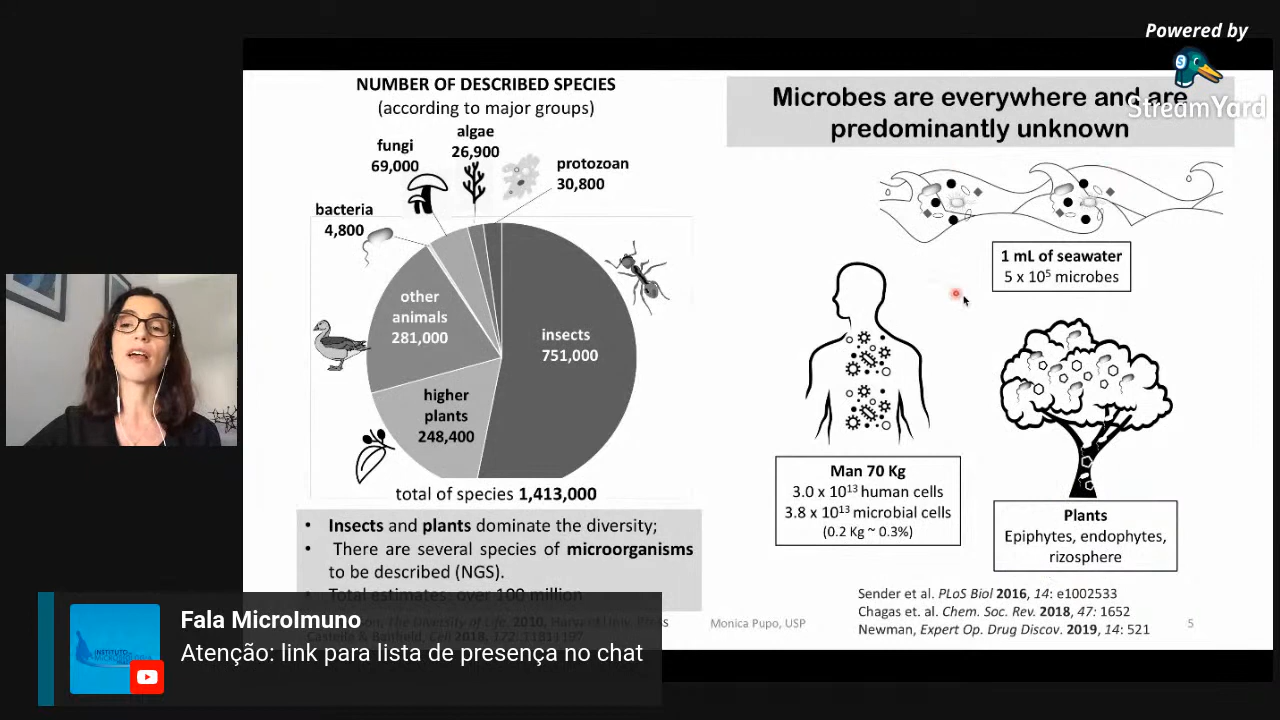 Powered by
StreamYard
NUMBER OF DESCRIBED SPECIES
(according to major groups)
algae
26,900
fungi
69,000
protozoan
30,800
bacteria
4,800
other
animals
281,000
insects
751,000
higher
plants
248,400
total of species 1,413,000
• Insects and plants dominate the diversity;
• There are several species of microorganisms
to be described (NGS).
Total estimates: over 100 million
The Diversity of Life, 2010, Harvard Univ. Press
Castelle & Banfield, Cell 2018, 172: 1181-1197
Microbes are everywhere and are
predominantly unknown
1 mL of seawater
5 x 10⁵ microbes
Man 70 Kg
3.0 x 10¹³ human cells
3.8 x 10¹³ microbial cells
(0.2 Kg ~ 0.3%)
Plants
Epiphytes, endophytes,
rizosphere
Sender et al. PLoS Biol 2016, 14: e1002533
Chagas et. al. Chem. Soc. Rev. 2018, 47: 1652
Newman, Expert Op. Drug Discov. 2019, 14: 521
Monica Pupo, USP
5
Fala MicroImuno
Atenção: link para lista de presença no chat